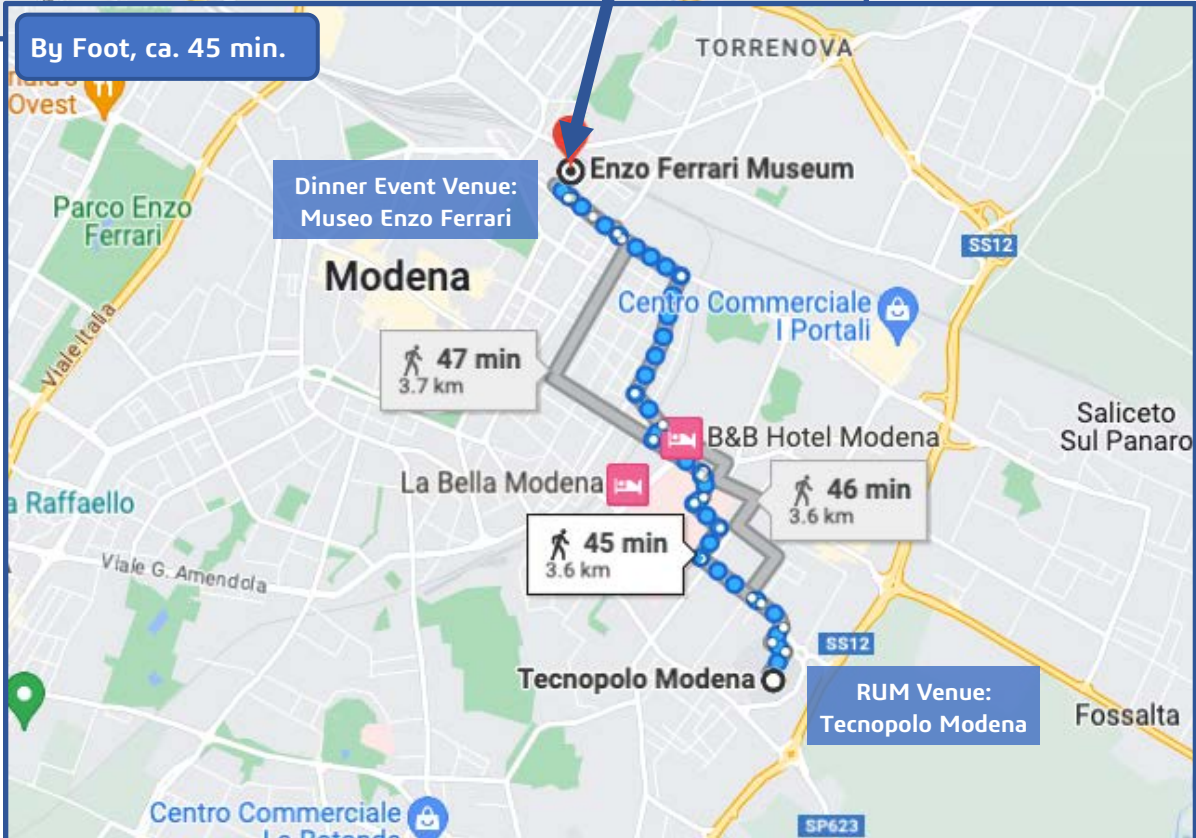 By Foot, ca. 45 min.
TORRENOVA
Ovest
Enzo Ferrari Museum
Dinner Event Venue:
Museo Enzo Ferrari
Parco Enzo
Ferrari
SS12
Modena
Centro Commerciale
I Portali
Viale Italia
47 min
3.7 km
Saliceto
Sul Panaro
B&B Hotel Modena
La Bella Modena
46 min
3.6 km
a Raffaello
45 min
3.6 km
Viale G. Amendola
SS12
Tecnopolo Modena
RUM Venue:
Tecnopolo Modena
Fossalta
Centro Commerciale
SP623